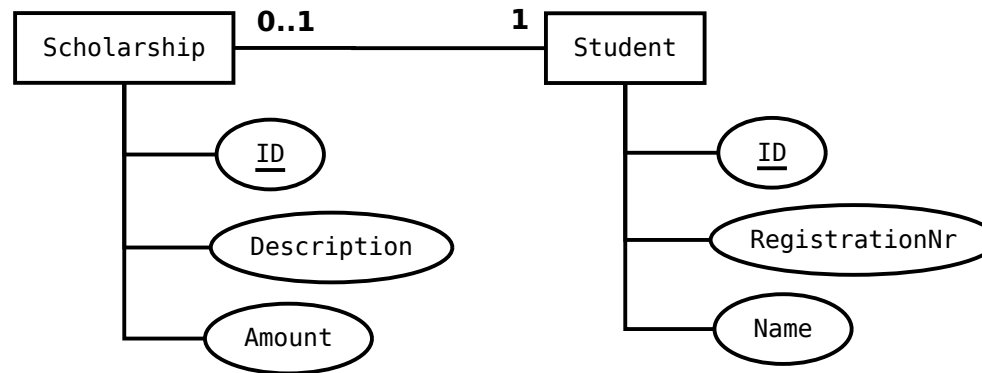 0..1
1
Scholarship
Student
ID
ID
Description
RegistrationNr
Amount
Name